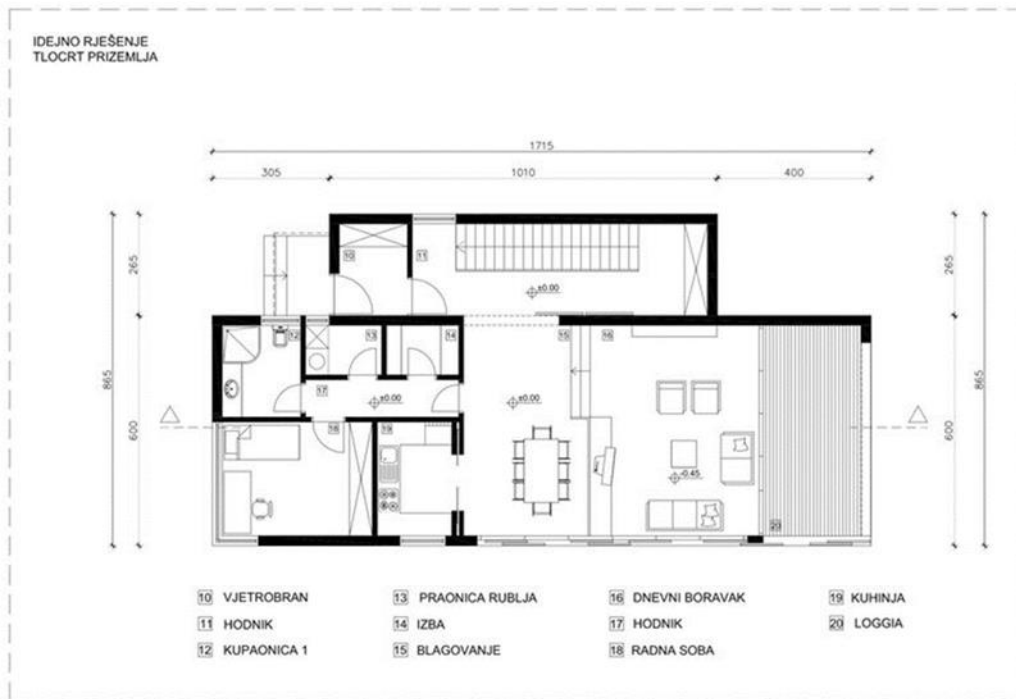 IDEJNO RJEŠENJE
TLOCRT PRIZEMLJA
1715
305 1010 400
865 265 265 865
10 11
±0.00
12 13 14 15 16
17 ±0.00 ±0.00
600 600
18 19
-0.45
20
10 VJETROBRAN 13 PRAONICA RUBLJA 16 DNEVNI BORAVAK 19 KUHINJA
11 HODNIK 14 IZBA 17 HODNIK 20 LOGGIA
12 KUPAONICA 1 15 BLAGOVANJE 18 RADNA SOBA